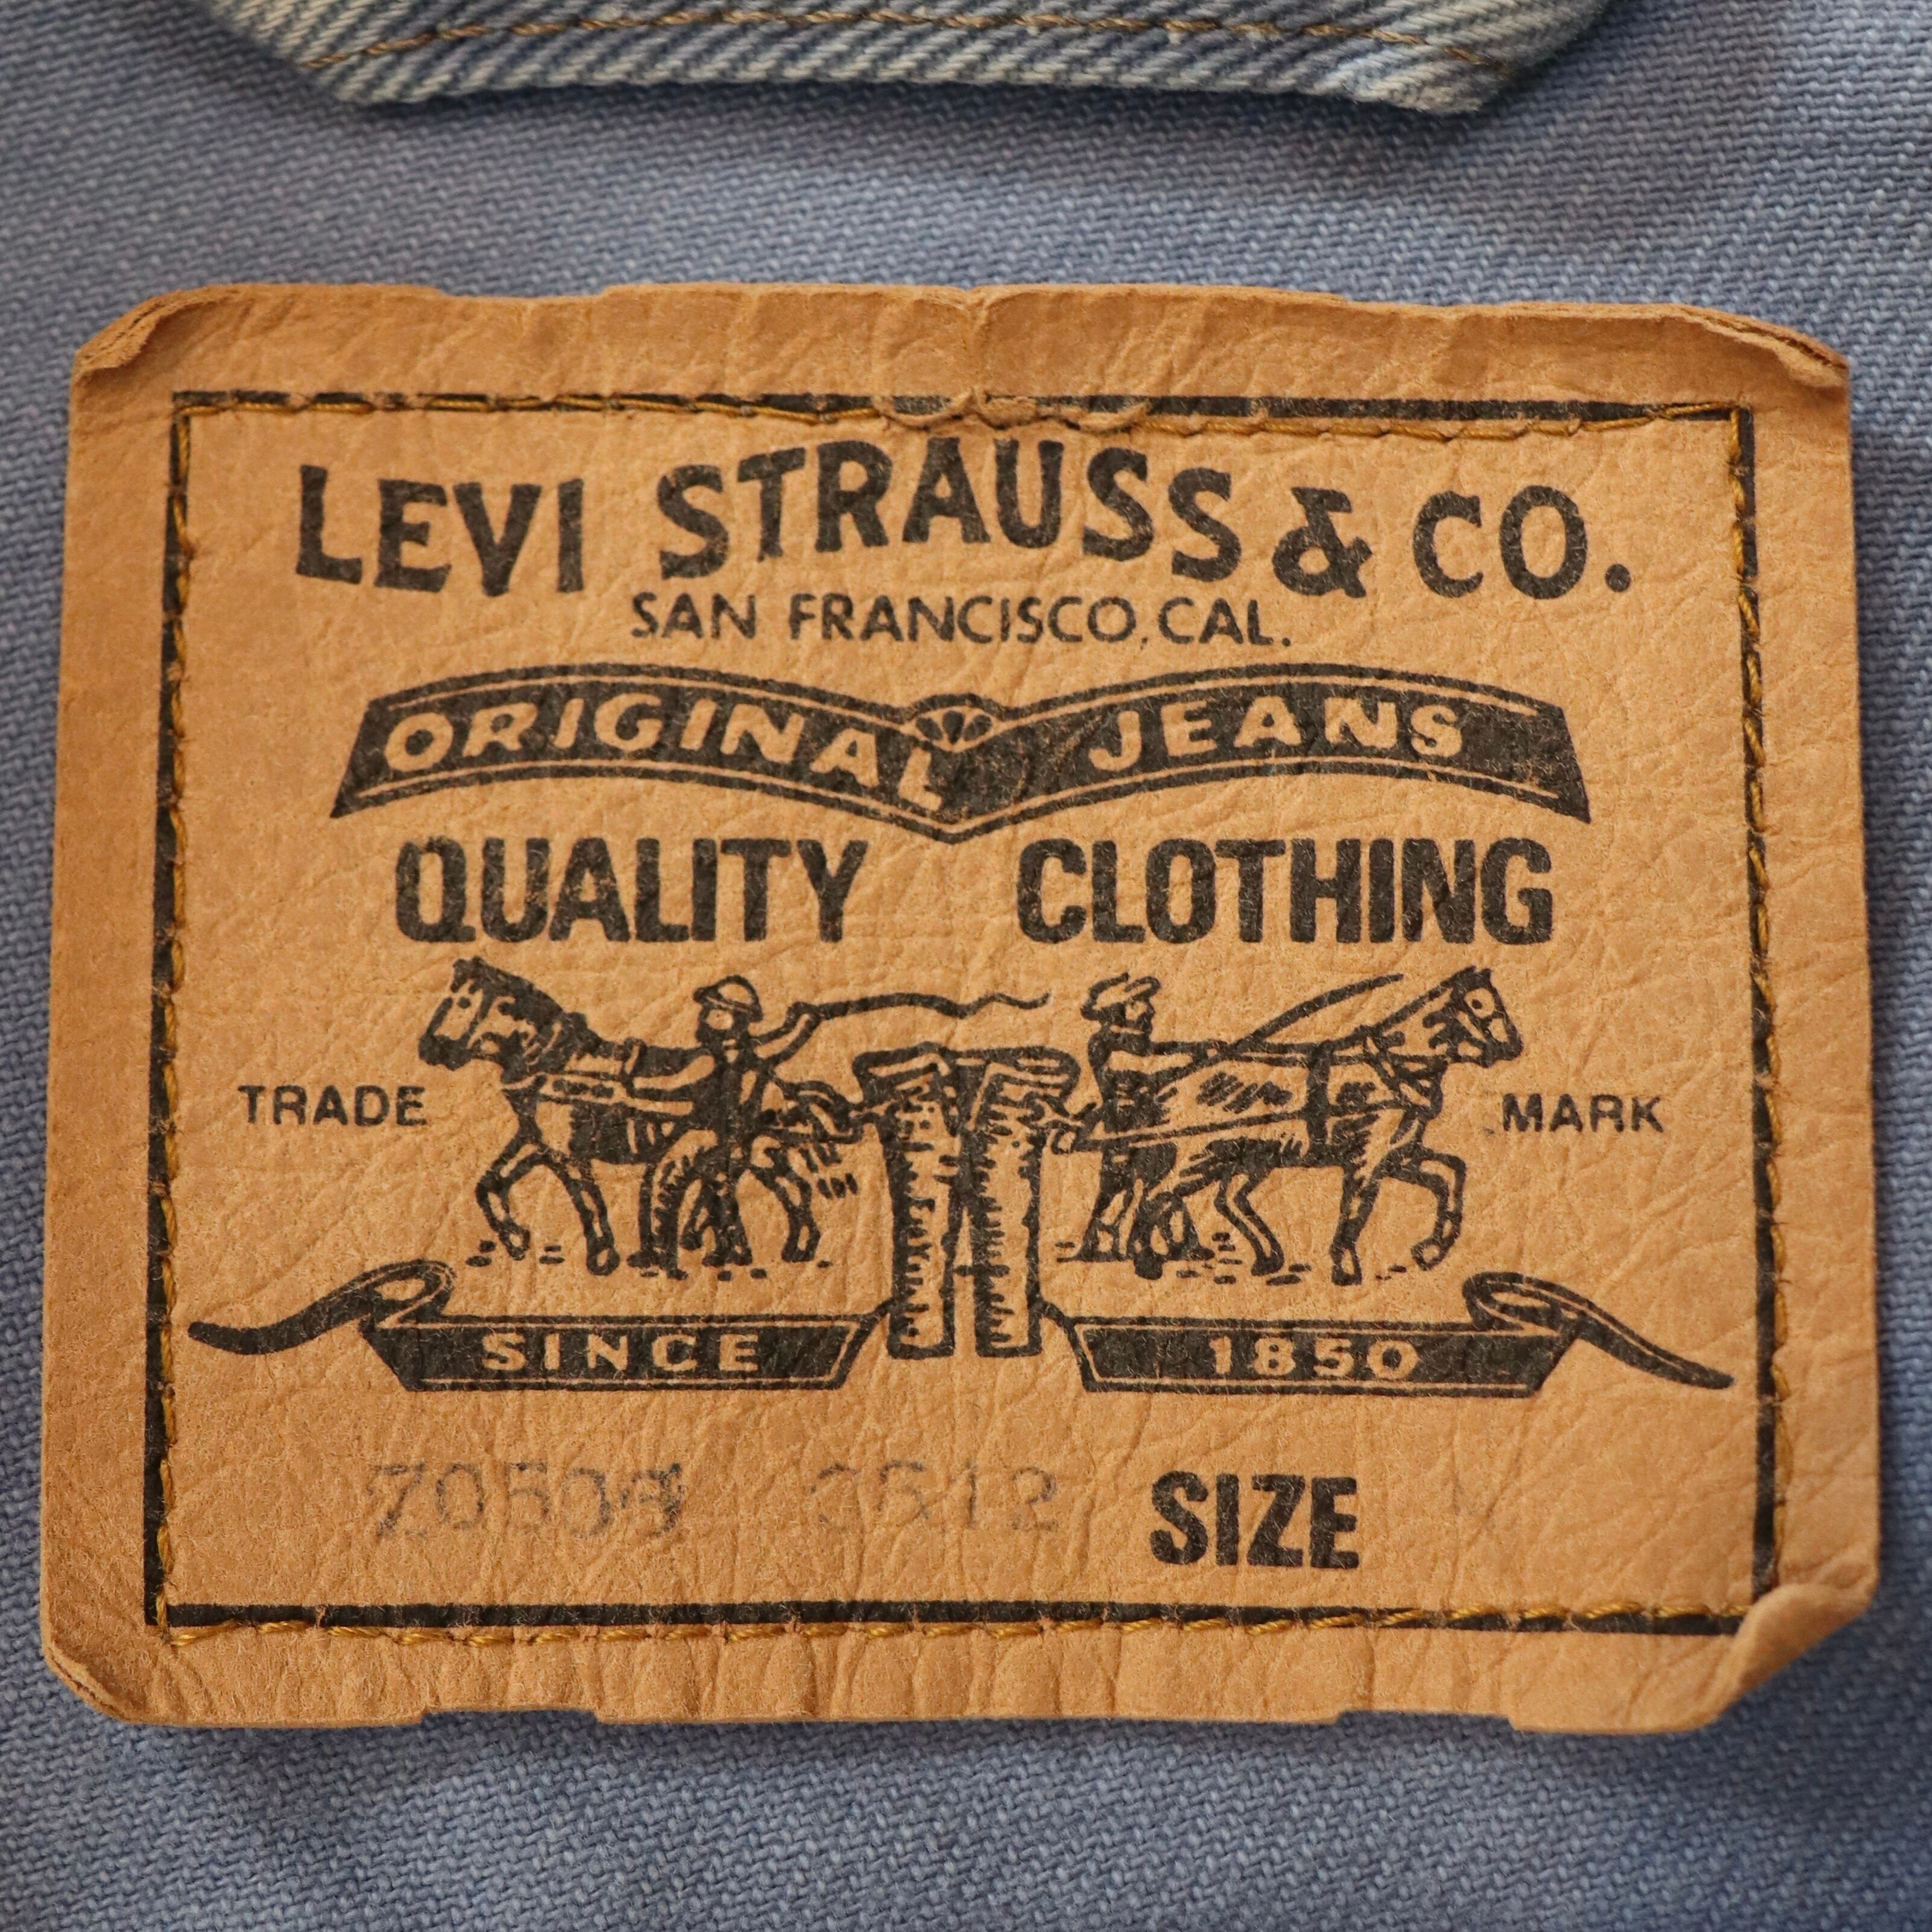 LEVI STRAUSS & CO.
SAN FRANCISCO, CAL.
ORIGINAL JEANS
QUALITY CLOTHING
TRADE MARK
SINCE 1850
SIZE